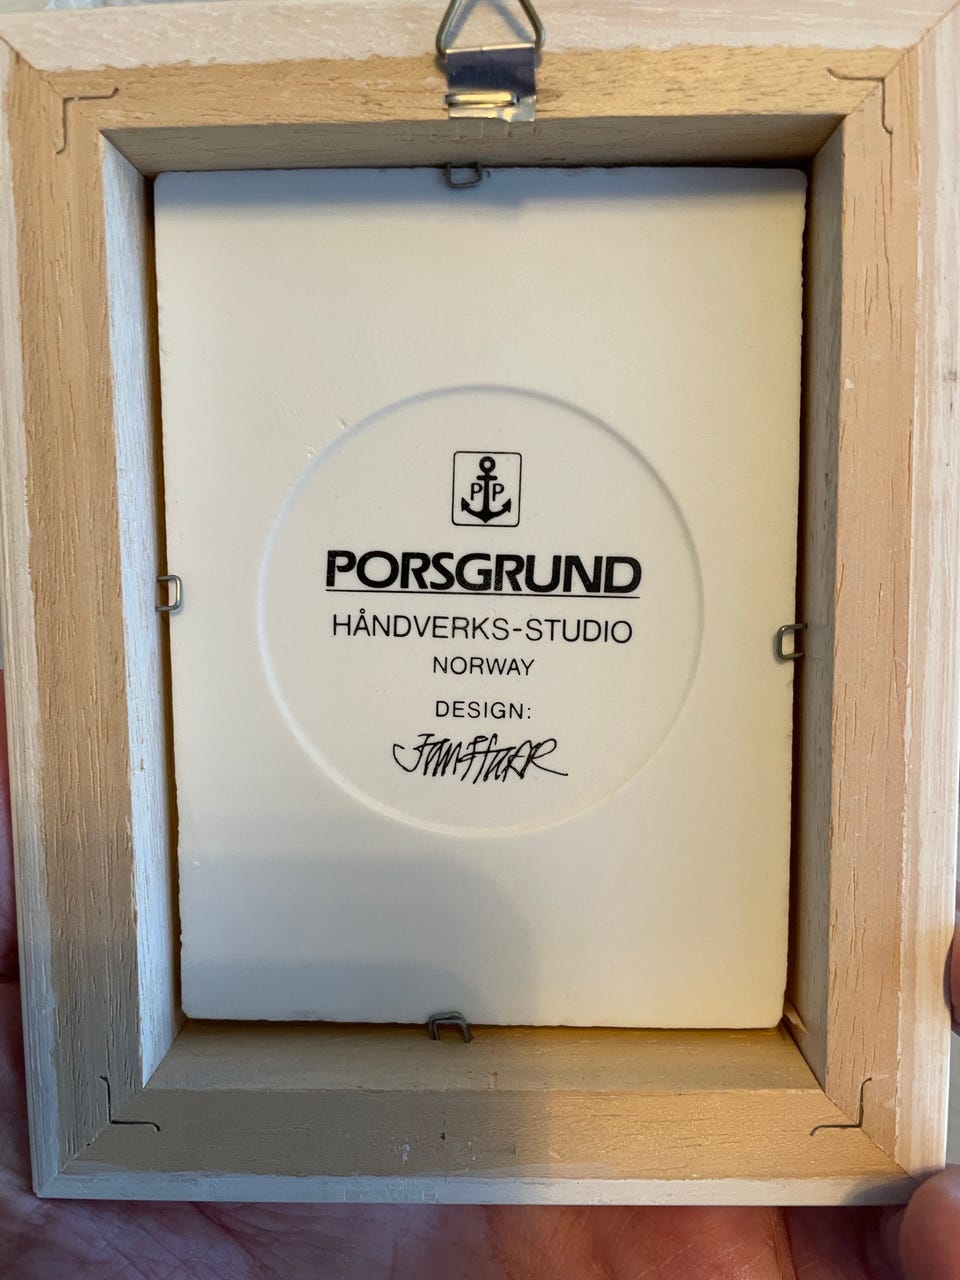 P P
PORSGRUND
HÅNDVERKS-STUDIO
NORWAY
DESIGN: